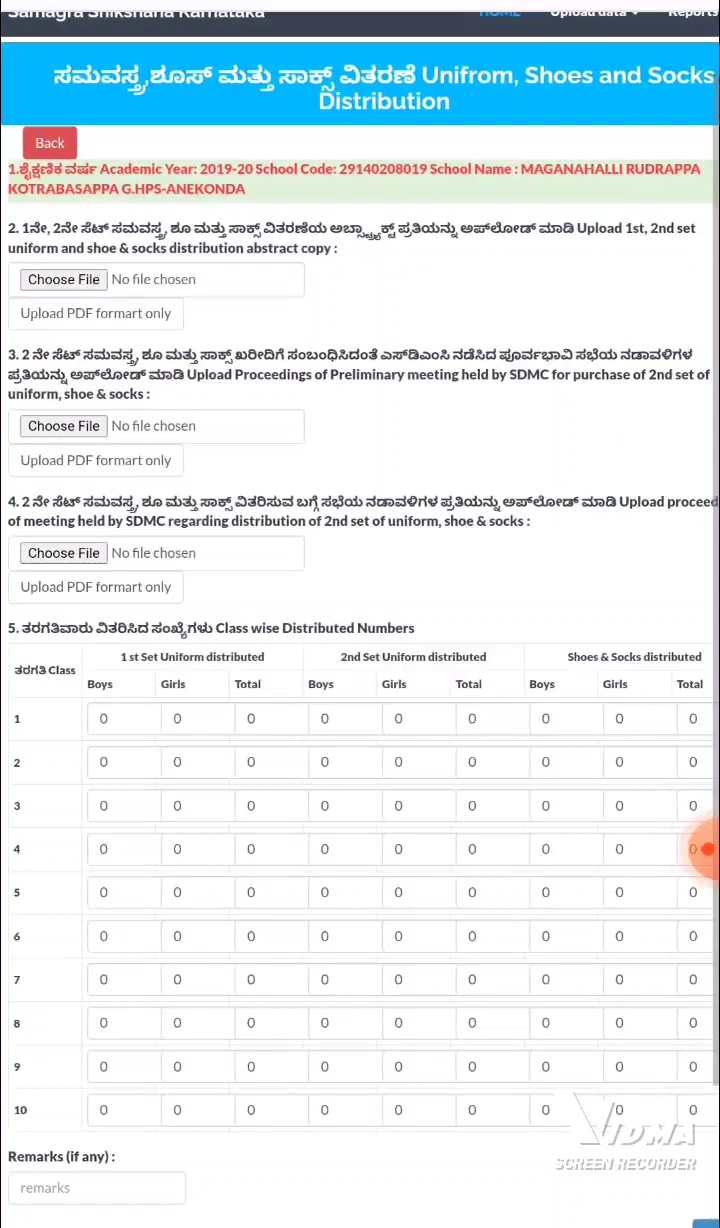 Samagra Shikshana Karnataka HOME Upload data Reports
ಸಮವಸ್ತ್ರ,ಶೂಸ್ ಮತ್ತು ಸಾಕ್ಸ್ ವಿತರಣೆ Unifrom, Shoes and Socks
Distribution
Back
1.ಶೈಕ್ಷಣಿಕ ವರ್ಷ Academic Year: 2019-20 School Code: 29140208019 School Name : MAGANAHALLI RUDRAPPA
KOTRABASAPPA G.HPS-ANEKONDA
2. 1ನೇ, 2ನೇ ಸೆಟ್ ಸಮವಸ್ತ್ರ, ಶೂ ಮತ್ತು ಸಾಕ್ಸ್ ವಿತರಣೆಯ ಅಬ್ಸ್ಟ್ರ್ಯಾಕ್ಟ್ ಪ್ರತಿಯನ್ನು ಅಪ್‌ಲೋಡ್ ಮಾಡಿ Upload 1st, 2nd set
uniform and shoe & socks distribution abstract copy :
Choose File No file chosen
Upload PDF formart only
3. 2 ನೇ ಸೆಟ್ ಸಮವಸ್ತ್ರ, ಶೂ ಮತ್ತು ಸಾಕ್ಸ್ ಖರೀದಿಗೆ ಸಂಬಂಧಿಸಿದಂತೆ ಎಸ್‌ಡಿಎಂಸಿ ನಡೆಸಿದ ಪೂರ್ವಭಾವಿ ಸಭೆಯ ನಡಾವಳಿಗಳ
ಪ್ರತಿಯನ್ನು ಅಪ್‌ಲೋಡ್ ಮಾಡಿ Upload Proceedings of Preliminary meeting held by SDMC for purchase of 2nd set of
uniform, shoe & socks :
Choose File No file chosen
Upload PDF formart only
4. 2 ನೇ ಸೆಟ್ ಸಮವಸ್ತ್ರ, ಶೂ ಮತ್ತು ಸಾಕ್ಸ್ ವಿತರಿಸುವ ಬಗ್ಗೆ ಸಭೆಯ ನಡಾವಳಿಗಳ ಪ್ರತಿಯನ್ನು ಅಪ್‌ಲೋಡ್ ಮಾಡಿ Upload proceed
of meeting held by SDMC regarding distribution of 2nd set of uniform, shoe & socks :
Choose File No file chosen
Upload PDF formart only
5. ತರಗತಿವಾರು ವಿತರಿಸಿದ ಸಂಖ್ಯೆಗಳು Class wise Distributed Numbers
ತರಗತಿ Class 1 st Set Uniform distributed 2nd Set Uniform distributed Shoes & Socks distributed
Boys Girls Total Boys Girls Total Boys Girls Total
1 0 0 0 0 0 0 0 0 0
2 0 0 0 0 0 0 0 0 0
3 0 0 0 0 0 0 0 0 0
4 0 0 0 0 0 0 0 0 0
5 0 0 0 0 0 0 0 0 0
6 0 0 0 0 0 0 0 0 0
7 0 0 0 0 0 0 0 0 0
8 0 0 0 0 0 0 0 0 0
9 0 0 0 0 0 0 0 0 0
10 0 0 0 0 0 0 0 0 0
VIDMA
SCREEN RECORDER
Remarks (if any) :
remarks